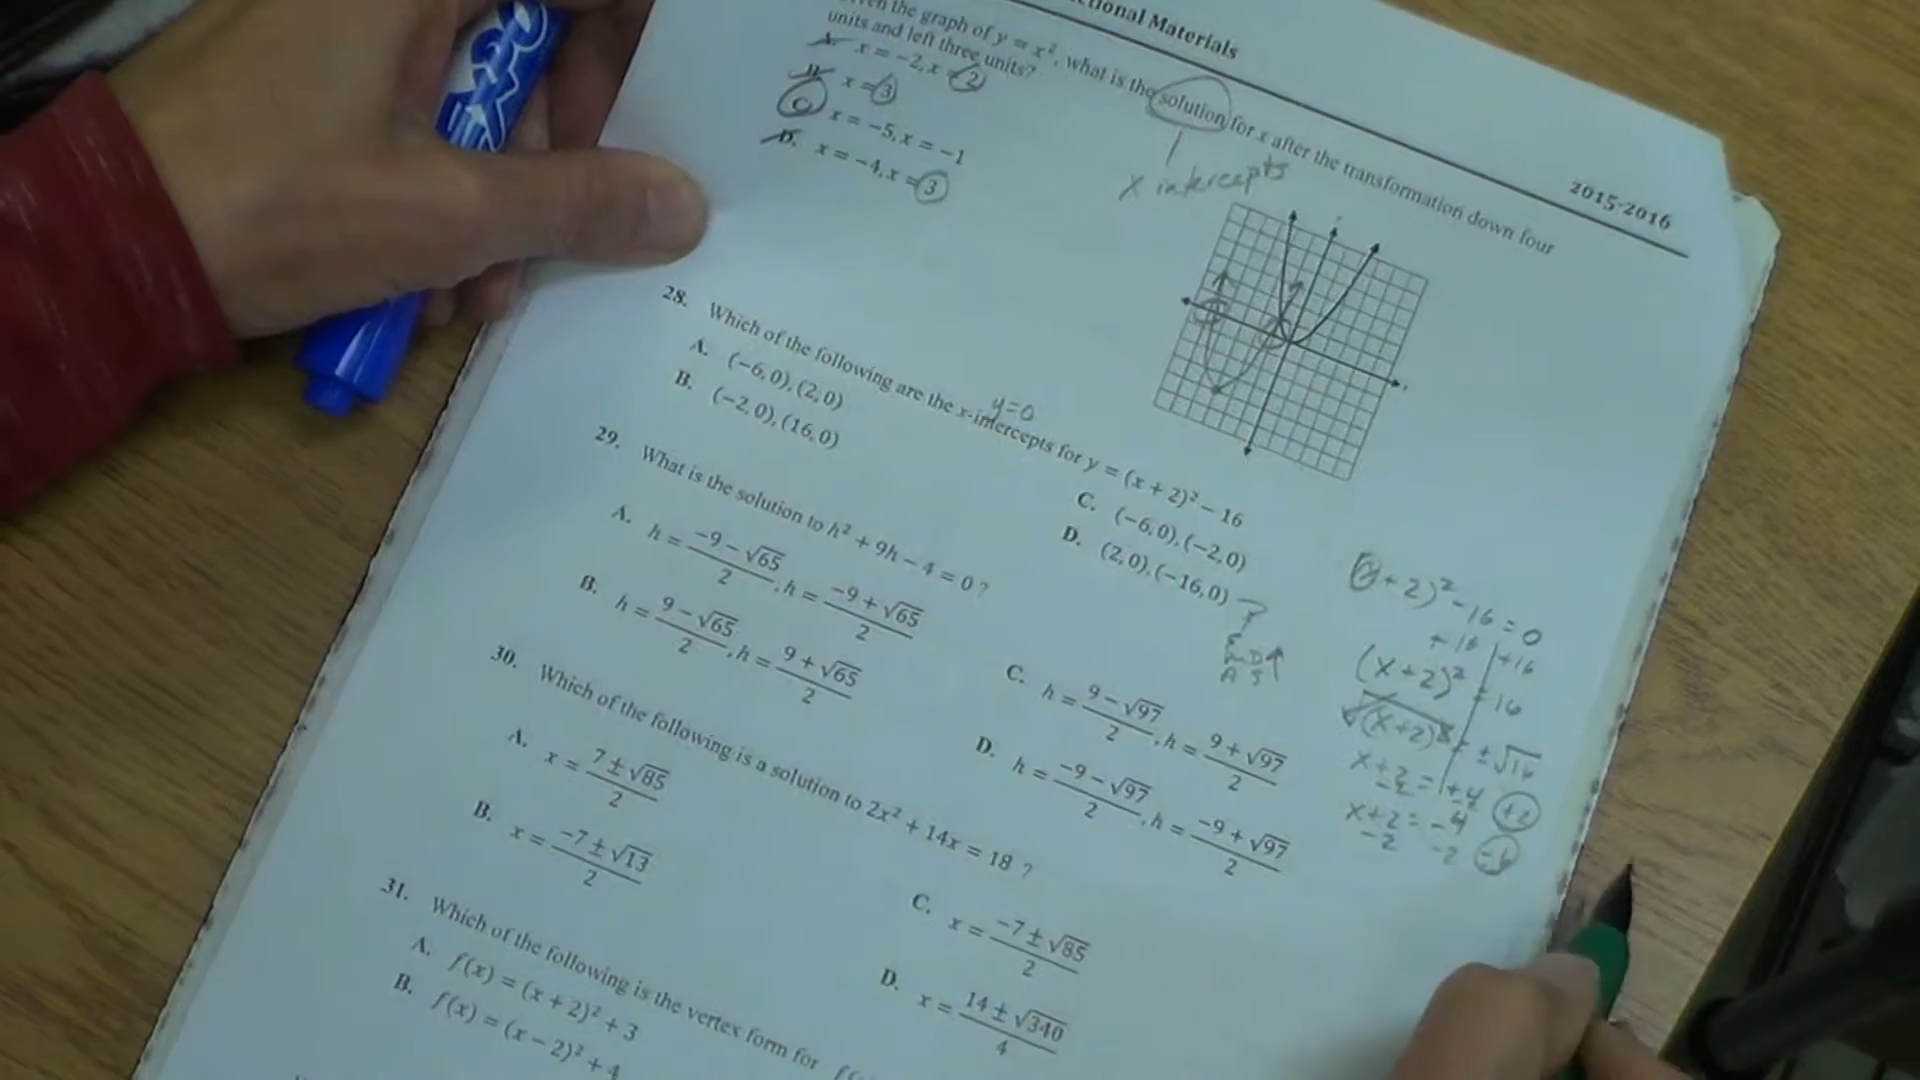 ctional Materials
2015-2016
the graph of y = x², what is the solution for x after the transformation down four
units and left three units?
A. x = −2, x = 2
B. x = 3
C. x = −5, x = −1
D. x = −4, x = 3
x intercepts
28. Which of the following are the x-intercepts for y = (x + 2)² − 16
y=0
A. (−6, 0), (2, 0)
B. (−2, 0), (16, 0)
C. (−6, 0), (−2, 0)
D. (2, 0), (−16, 0)
29. What is the solution to h² + 9h − 4 = 0 ?
A. h = (−9 − √65)/2, h = (−9 + √65)/2
B. h = (9 − √65)/2, h = (9 + √65)/2
C. h = (9 − √97)/2, h = (9 + √97)/2
D. h = (−9 − √97)/2, h = (−9 + √97)/2
30. Which of the following is a solution to 2x² + 14x = 18 ?
A. x = (7 ± √85)/2
B. x = (−7 ± √13)/2
C. x = (−7 ± √85)/2
D. x = (14 ± √340)/4
31. Which of the following is the vertex form for
A. f(x) = (x + 2)² + 3
B. f(x) = (x − 2)² + 4
(x+2)² -16 = 0
+16 +16
(x+2)² = 16
√(x+2)² = ±√16
x+2 = +4
-2 -2 +2
x+2 = -4
-2 -2 -6